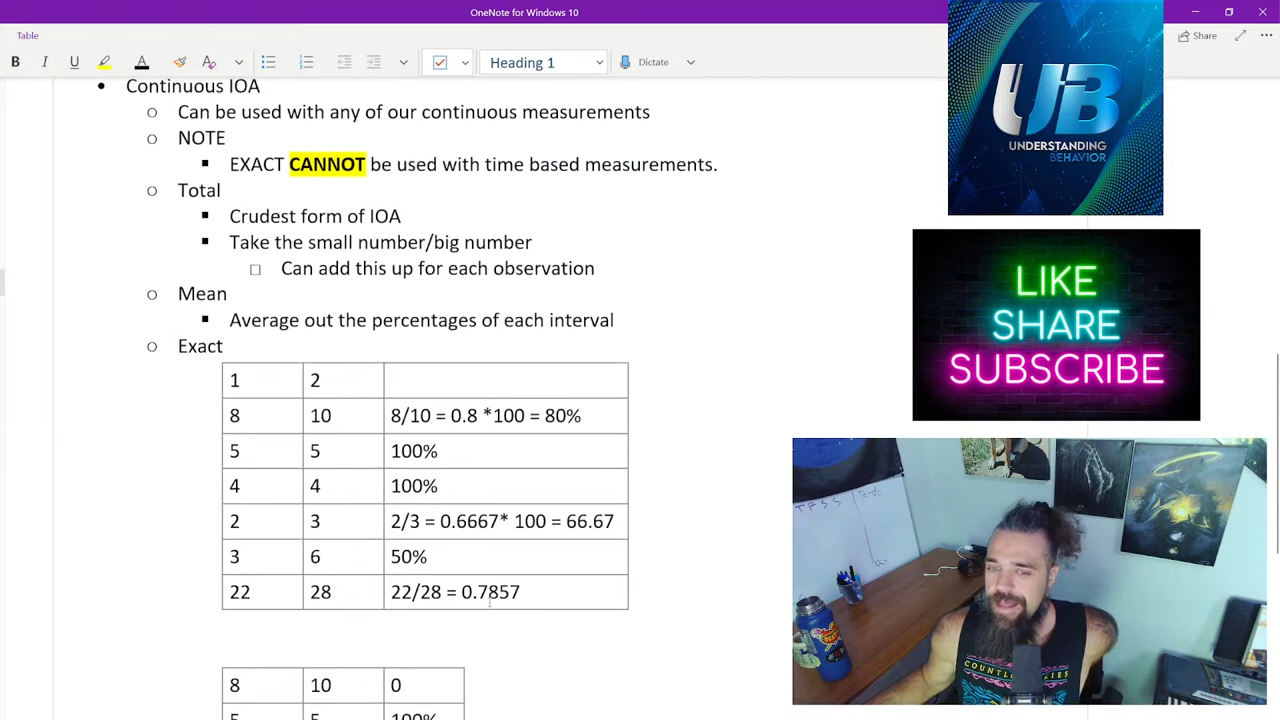 OneNote for Windows 10
Table
Share
B I U A A Heading 1 Dictate
Continuous IOA
Can be used with any of our continuous measurements
NOTE
EXACT CANNOT be used with time based measurements.
Total
Crudest form of IOA
Take the small number/big number
Can add this up for each observation
Mean
Average out the percentages of each interval
Exact
1 2
8 10 8/10 = 0.8 *100 = 80%
5 5 100%
4 4 100%
2 3 2/3 = 0.6667* 100 = 66.67
3 6 50%
22 28 22/28 = 0.7857
8 10 0
5 5 100%
UB
UNDERSTANDING
BEHAVIOR
LIKE
SHARE
SUBSCRIBE